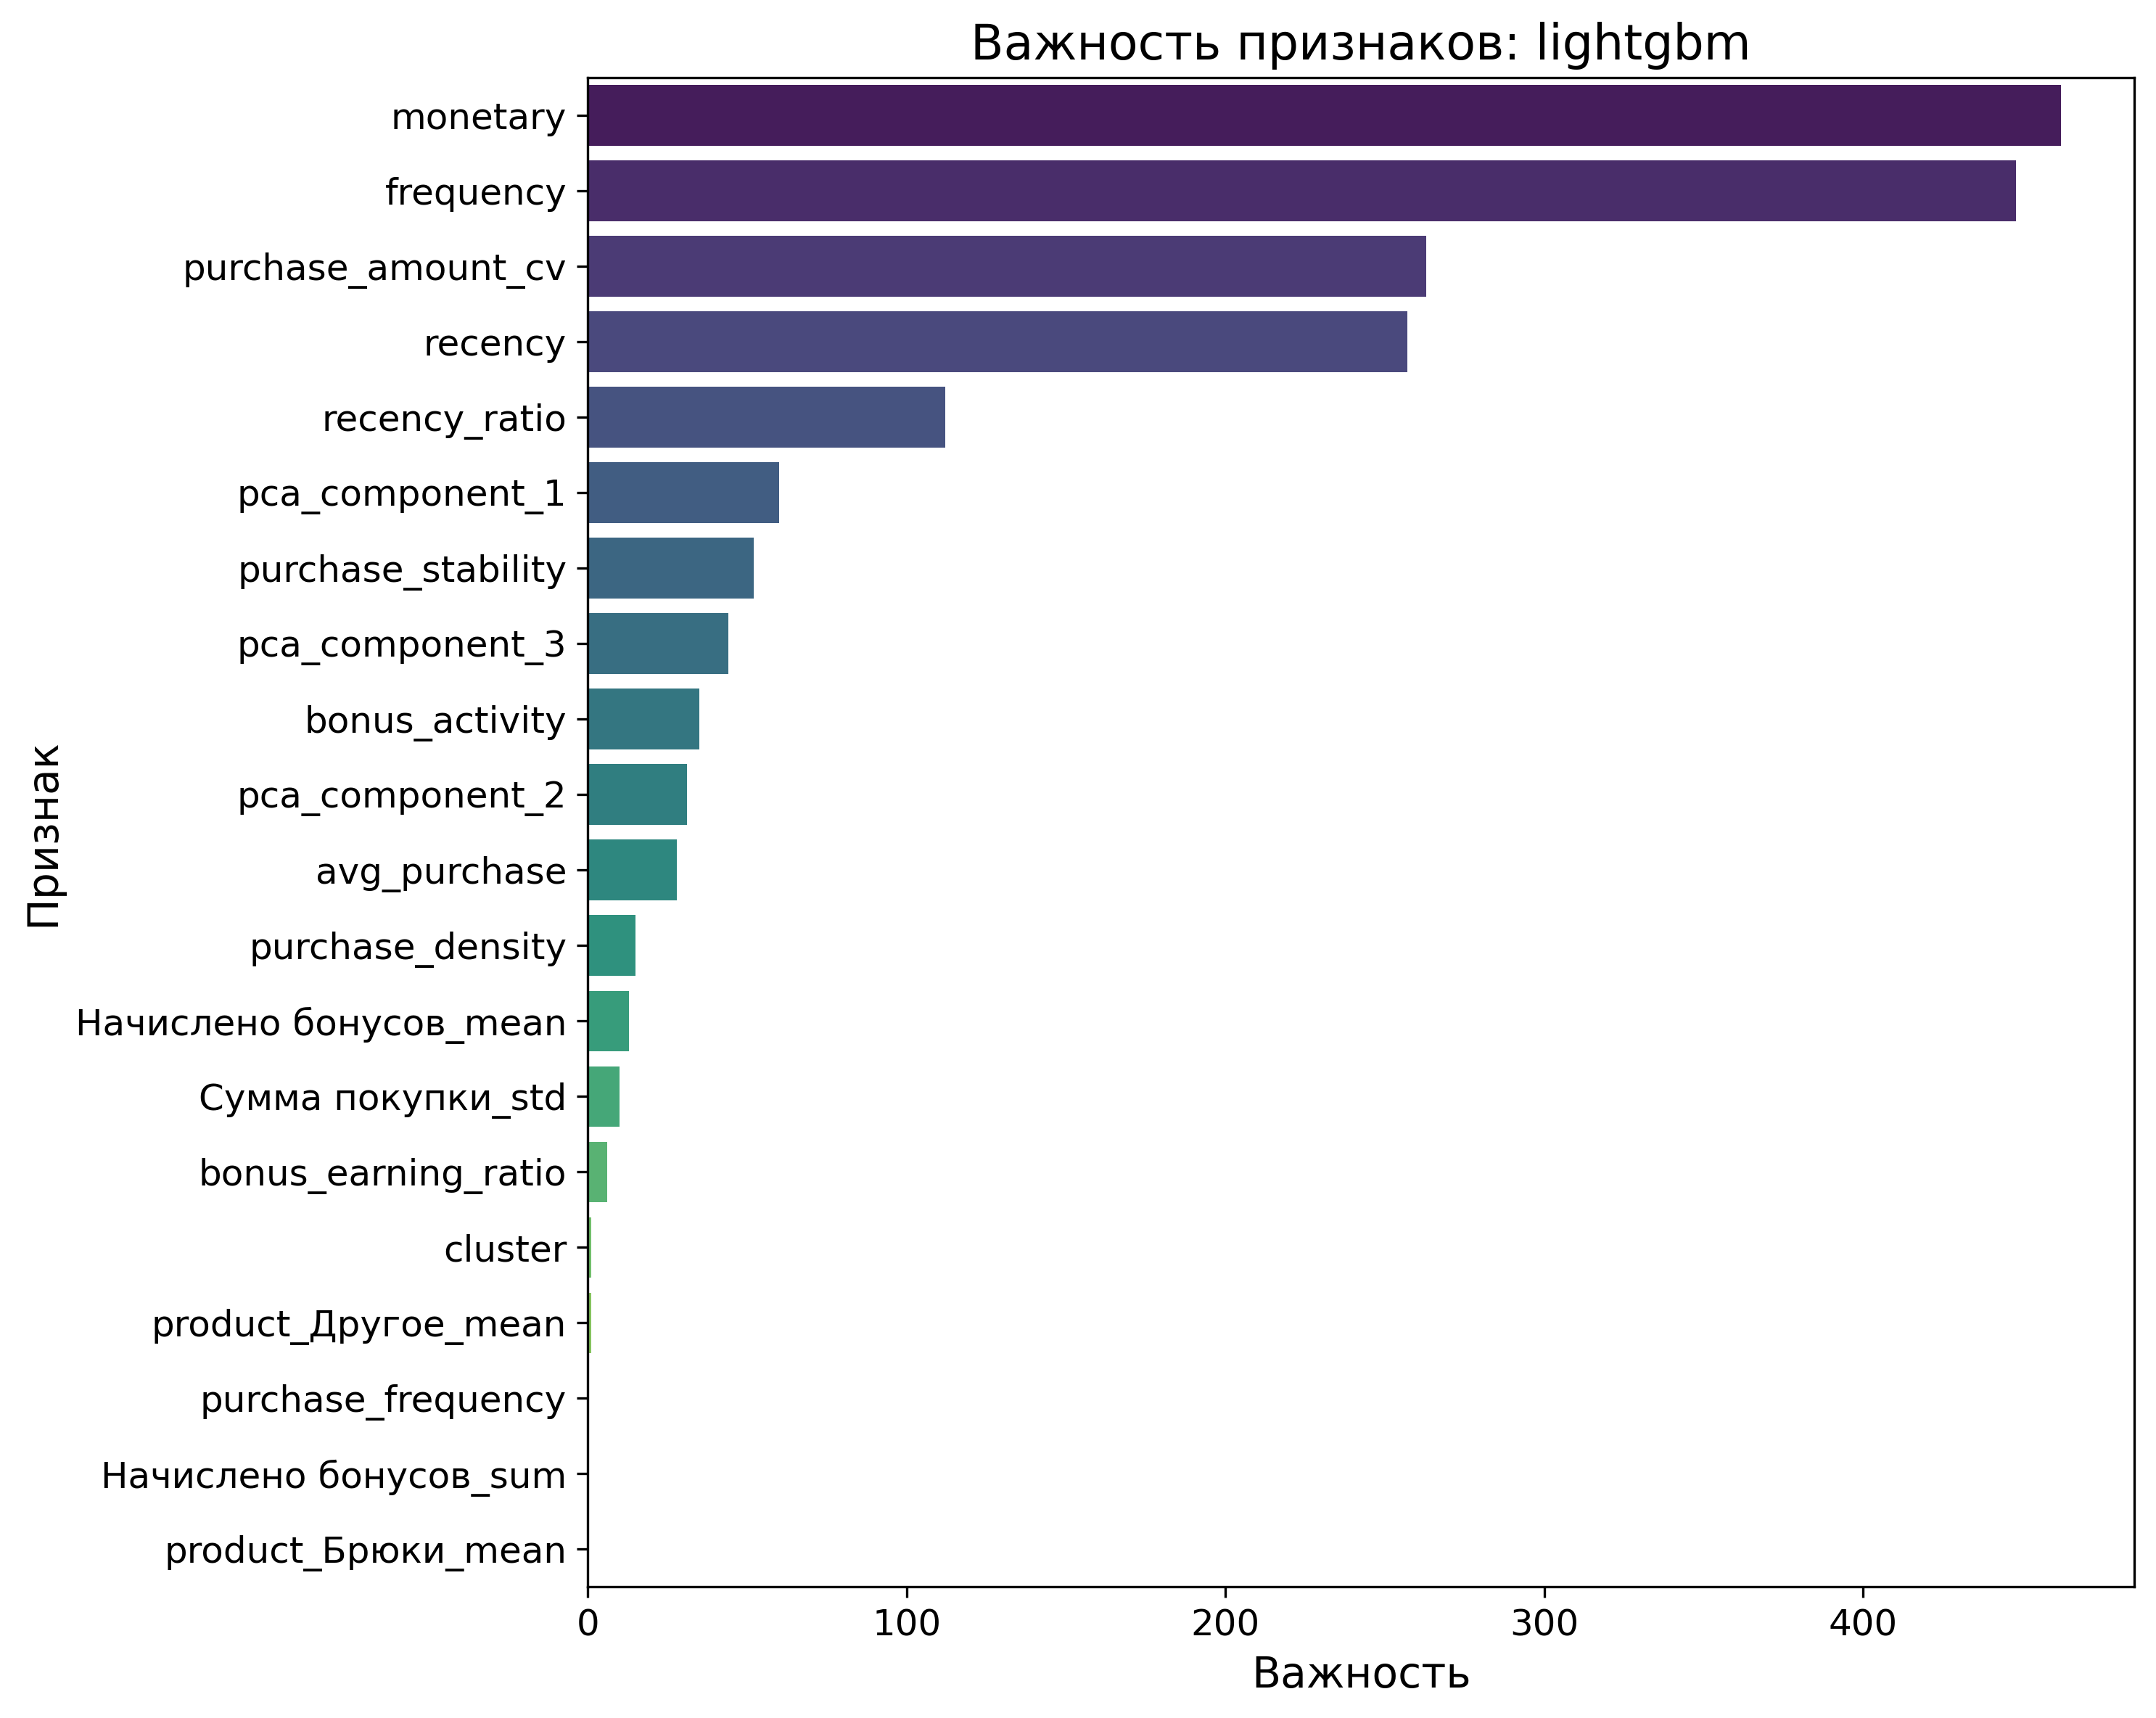 Важность признаков: lightgbm
monetary
frequency
purchase_amount_cv
recency
recency_ratio
pca_component_1
purchase_stability
pca_component_3
bonus_activity
pca_component_2
avg_purchase
purchase_density
Начислено бонусов_mean
Сумма покупки_std
bonus_earning_ratio
cluster
product_Другое_mean
purchase_frequency
Начислено бонусов_sum
product_Брюки_mean
Признак
0 100 200 300 400
Важность